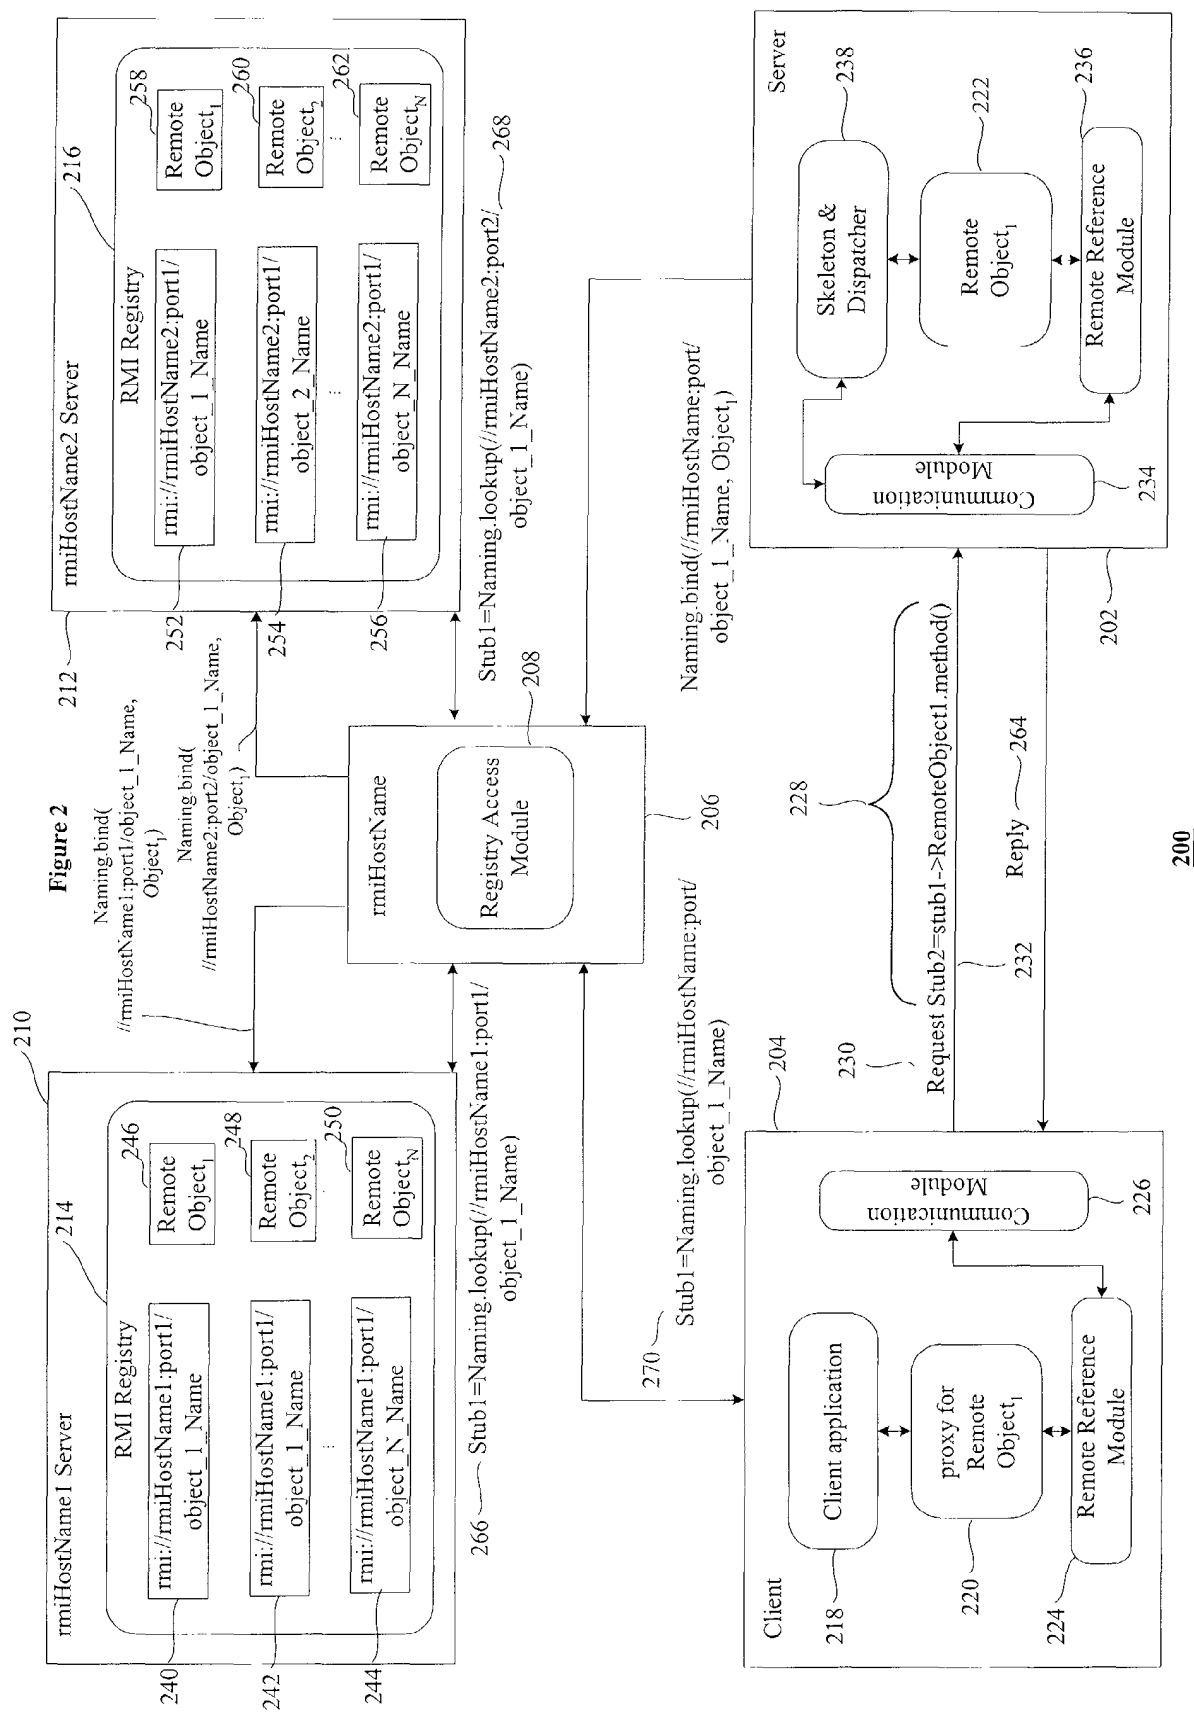 Figure 2
210
rmiHostName1 Server
214
RMI Registry
rmi://rmiHostName1:port1/
object_1_Name
240
246
Remote
Object1
rmi://rmiHostName1:port1/
object_1_Name
242
248
Remote
Object2
...
...
rmi://rmiHostName1:port1/
object_N_Name
244
250
Remote
ObjectN
Naming.bind(
//rmiHostName1:port1/object_1_Name,
Object1)
Naming.bind(
//rmiHostName2:port2/object_1_Name,
Object1)
212
rmiHostName2 Server
216
RMI Registry
rmi://rmiHostName2:port1/
object_1_Name
252
258
Remote
Object1
rmi://rmiHostName2:port1/
object_2_Name
254
260
Remote
Object2
...
...
rmi://rmiHostName2:port1/
object_N_Name
256
262
Remote
ObjectN
rmiHostName
Registry Access
Module
208
206
266 Stub1=Naming.lookup(//rmiHostName1:port1/
object_1_Name)
Stub1=Naming.lookup(//rmiHostName2:port2/
object_1_Name)
268
270
Stub1=Naming.lookup(//rmiHostName:port/
object_1_Name)
Naming.bind(//rmiHostName:port/
object_1_Name, Object1)
Client
204
Client application
218
proxy for
Remote
Object1
220
Remote Reference
Module
224
Communication
Module
226
228
230
Request Stub2=stub1->RemoteObject1.method()
232
Reply
264
Server
202
Communication
Module
234
Skeleton &
Dispatcher
238
Remote
Object1
222
Remote Reference
Module
236
200